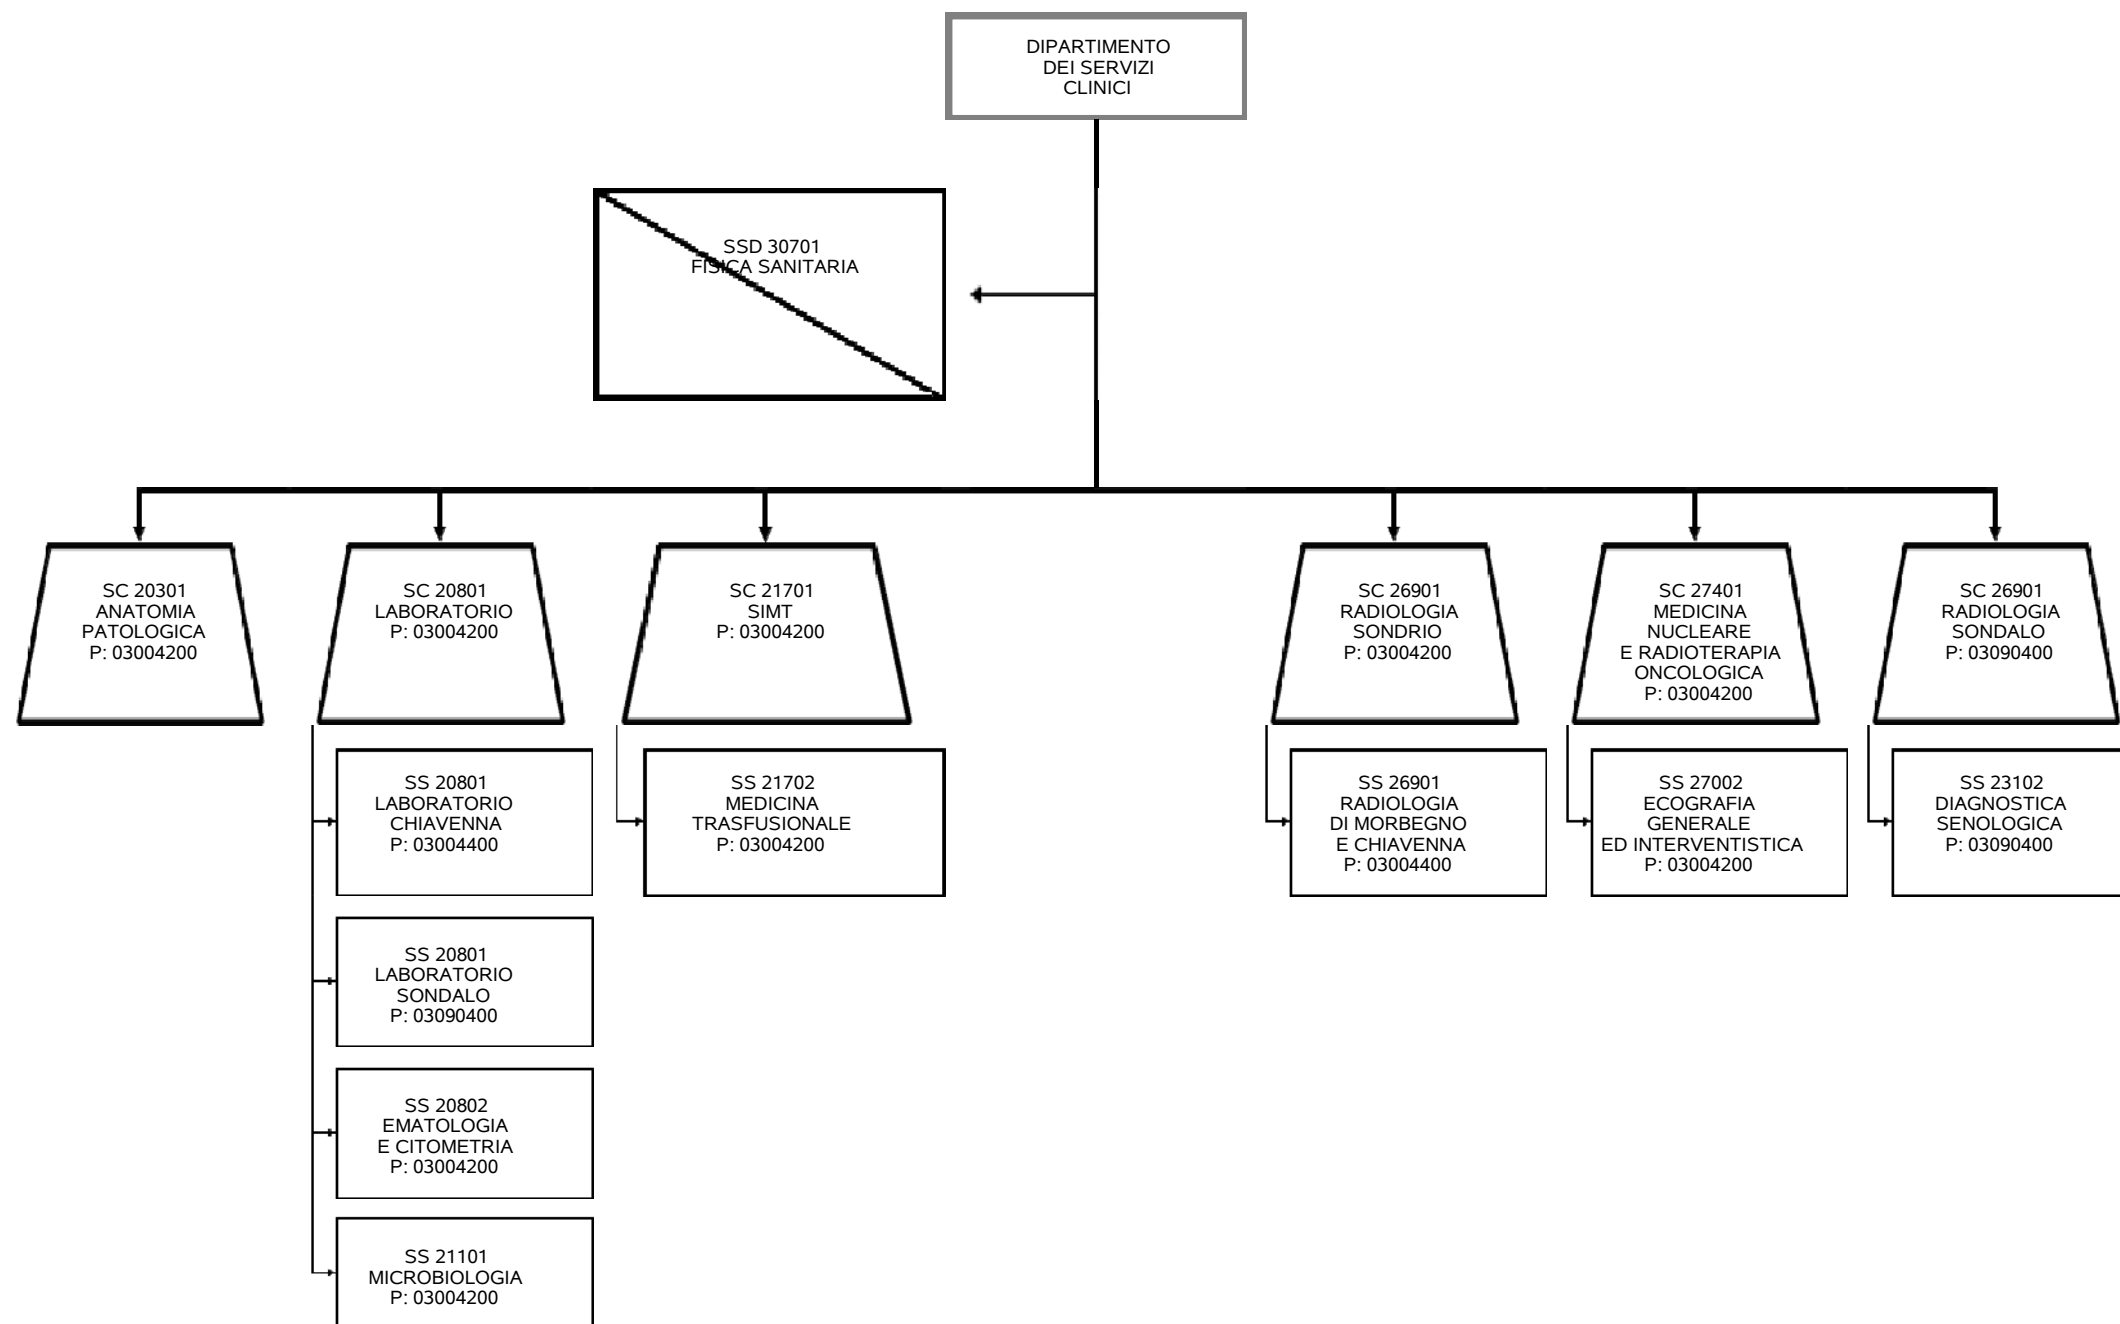 DIPARTIMENTO
DEI SERVIZI
CLINICI
SSD 30701
FISICA SANITARIA
SC 20301
ANATOMIA
PATOLOGICA
P: 03004200
SC 20801
LABORATORIO
P: 03004200
SC 21701
SIMT
P: 03004200
SC 26901
RADIOLOGIA
SONDRIO
P: 03004200
SC 27401
MEDICINA
NUCLEARE
E RADIOTERAPIA
ONCOLOGICA
P: 03004200
SC 26901
RADIOLOGIA
SONDALO
P: 03090400
SS 20801
LABORATORIO
CHIAVENNA
P: 03004400
SS 21702
MEDICINA
TRASFUSIONALE
P: 03004200
SS 26901
RADIOLOGIA
DI MORBEGNO
E CHIAVENNA
P: 03004400
SS 27002
ECOGRAFIA
GENERALE
ED INTERVENTISTICA
P: 03004200
SS 23102
DIAGNOSTICA
SENOLOGICA
P: 03090400
SS 20801
LABORATORIO
SONDALO
P: 03090400
SS 20802
EMATOLOGIA
E CITOMETRIA
P: 03004200
SS 21101
MICROBIOLOGIA
P: 03004200